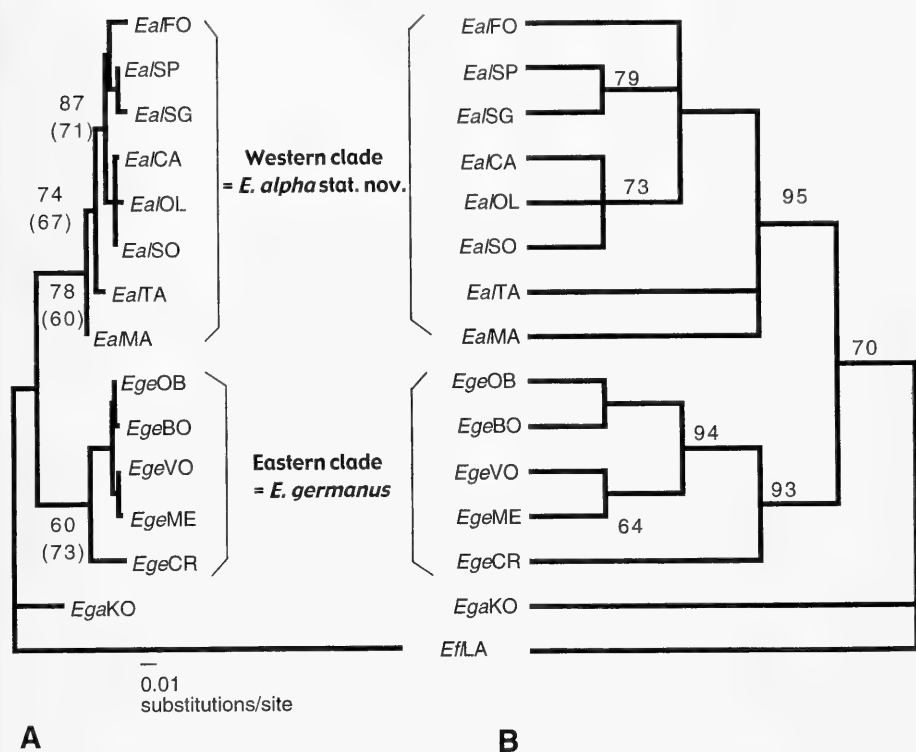 EalFO
EalSP
EalSG
EalCA
EalOL
EalSO
EalTA
EalMA
EgeOB
EgeBO
EgeVO
EgeME
EgeCR
EgaKO
87
(71)
74
(67)
78
(60)
60
(73)
Western clade
= E. alpha stat. nov.
Eastern clade
= E. germanus
EalFO
EalSP
EalSG
EalCA
EalOL
EalSO
EalTA
EalMA
EgeOB
EgeBO
EgeVO
EgeME
EgeCR
EgaKO
EflLA
79
73
95
70
94
93
64
0.01
substitutions/site
A
B